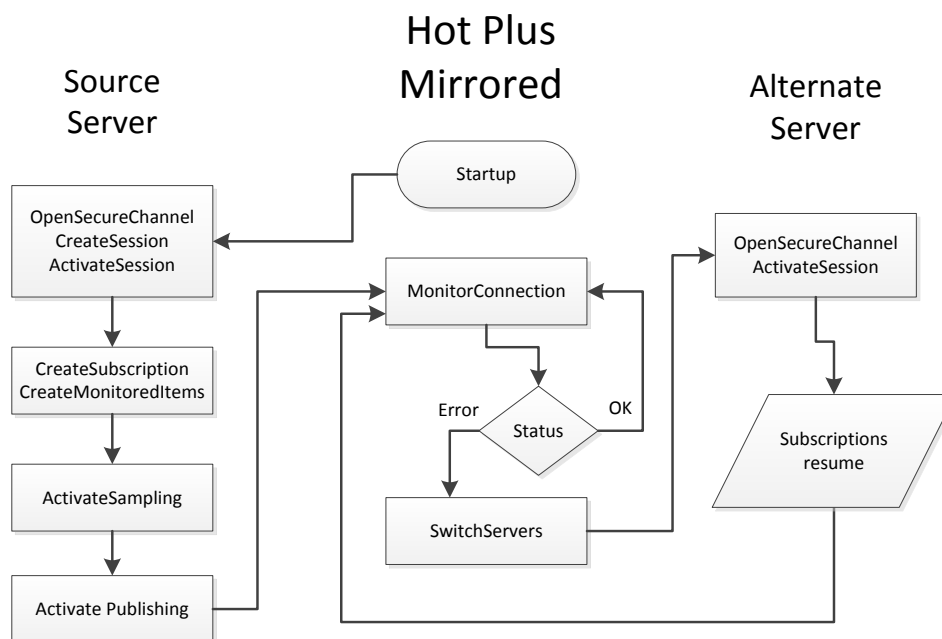 Hot Plus
Mirrored
Source
Server
Alternate
Server
Startup
OpenSecureChannel
CreateSession
ActivateSession
OpenSecureChannel
ActivateSession
MonitorConnection
CreateSubscription
CreateMonitoredItems
Error
OK
Status
Subscriptions
resume
ActivateSampling
SwitchServers
Activate Publishing